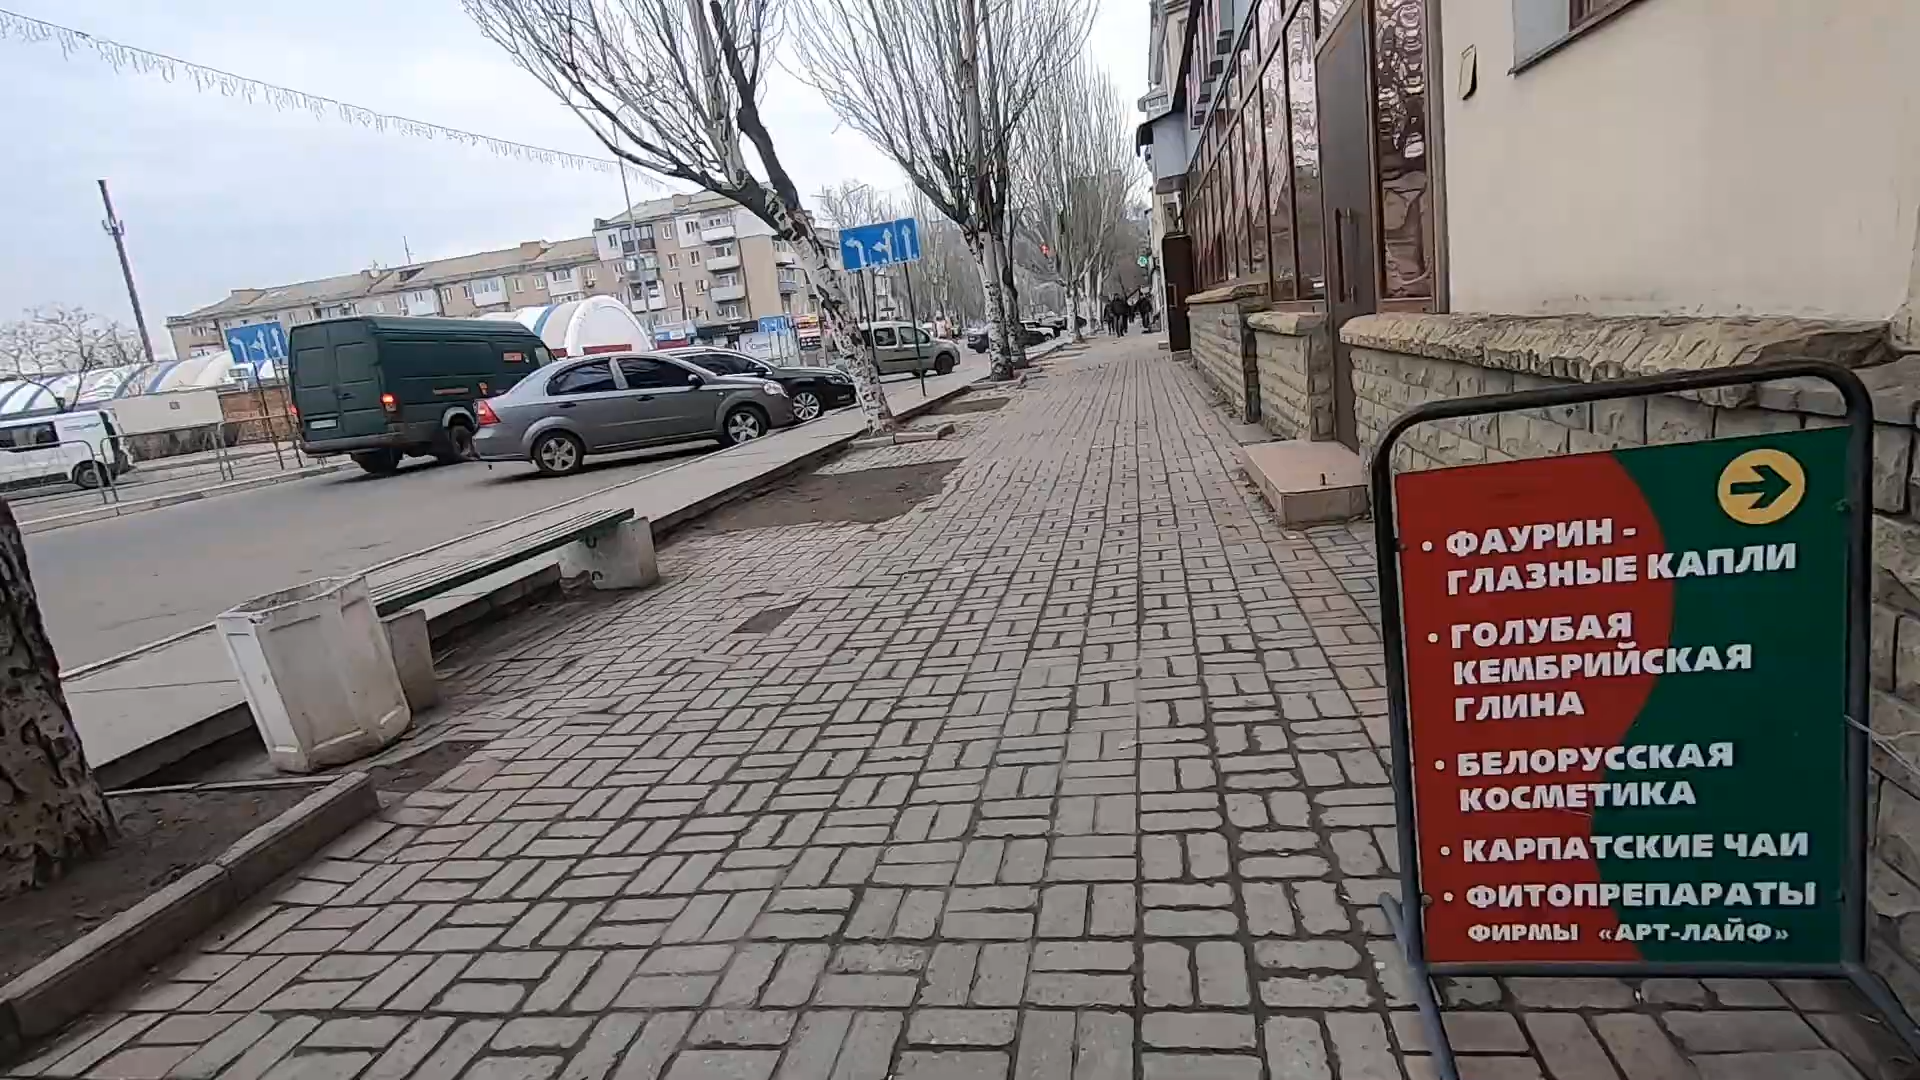 • ФАУРИН -
ГЛАЗНЫЕ КАПЛИ
• ГОЛУБАЯ
КЕМБРИЙСКАЯ
ГЛИНА
• БЕЛОРУССКАЯ
КОСМЕТИКА
• КАРПАТСКИЕ ЧАИ
• ФИТОПРЕПАРАТЫ
ФИРМЫ «АРТ-ЛАЙФ»